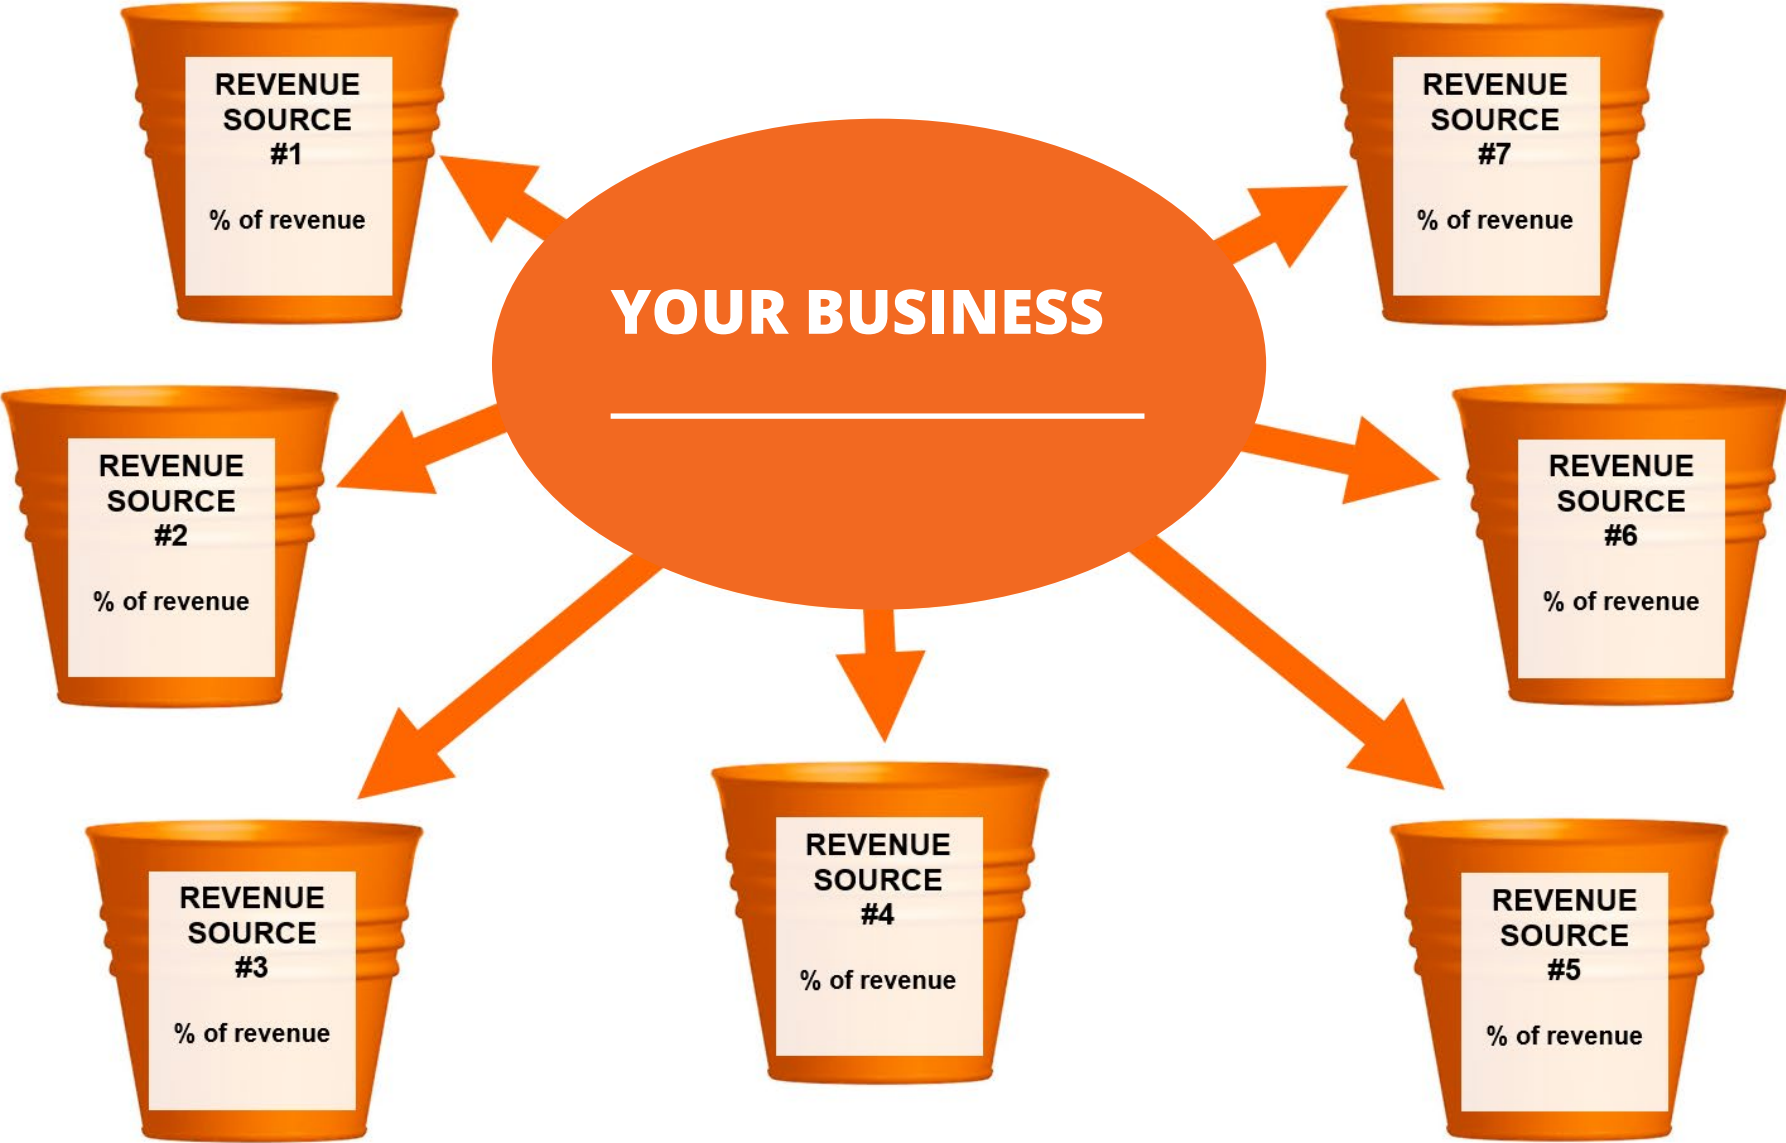 REVENUE
SOURCE
#1
% of revenue
REVENUE
SOURCE
#7
% of revenue
YOUR BUSINESS
REVENUE
SOURCE
#2
% of revenue
REVENUE
SOURCE
#6
% of revenue
REVENUE
SOURCE
#3
% of revenue
REVENUE
SOURCE
#4
% of revenue
REVENUE
SOURCE
#5
% of revenue